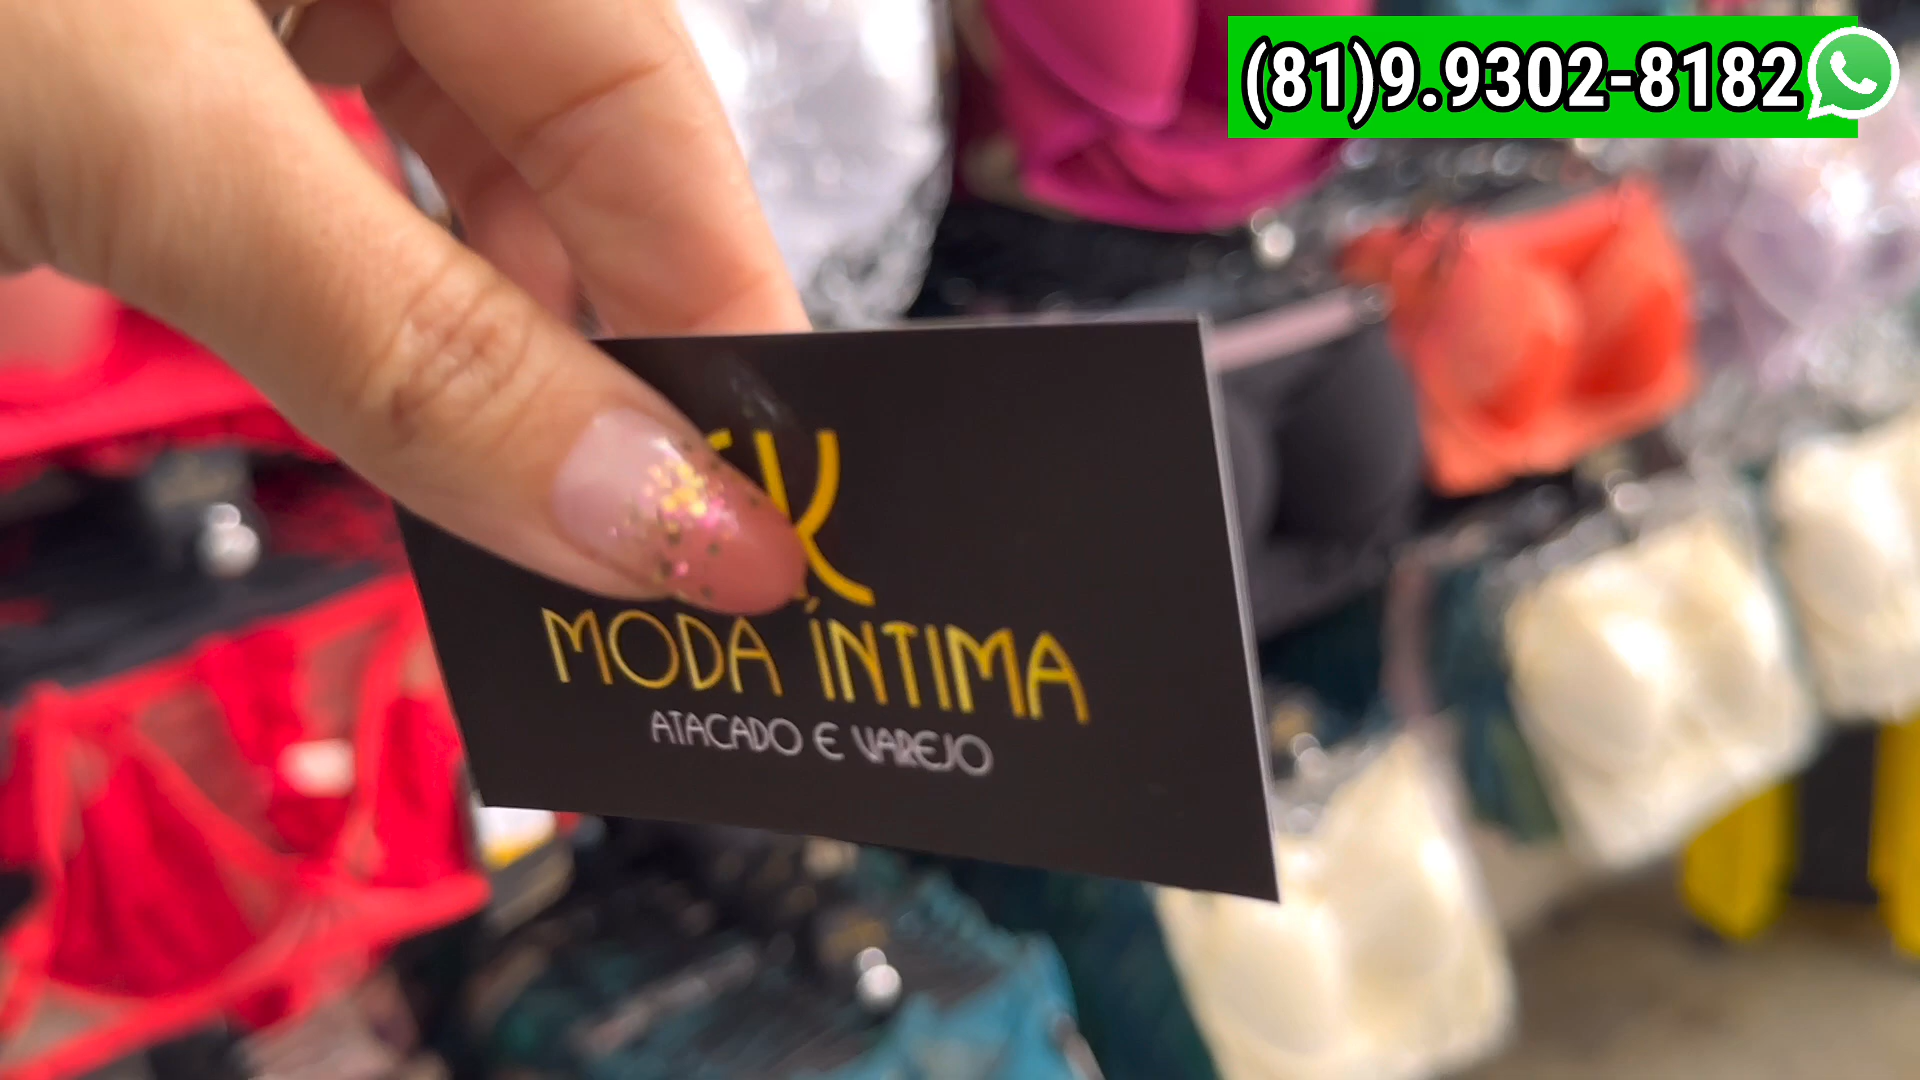 (81)9.9302-8182
K
MODA ÍNTIMA
ATACADO E VAREJO